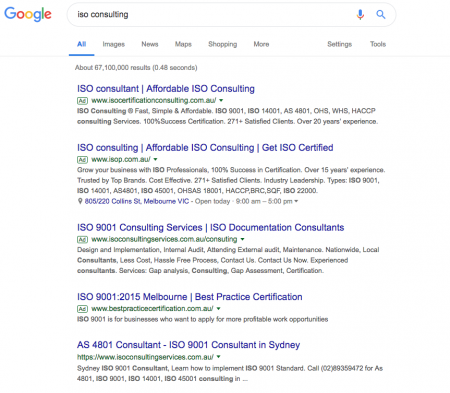 Google
iso consulting
All Images News Maps Shopping More Settings Tools
About 67,100,000 results (0.48 seconds)
ISO consultant | Affordable ISO Consulting
Ad www.isocertificationconsulting.com.au/
ISO Consulting ® Fast, Simple & Affordable. ISO 9001, ISO 14001, AS 4801, OHS, WHS, HACCP
consulting Services. 100%Success Certification. 271+ Satisfied Clients. Over 20 years' experience.
ISO consulting | Affordable ISO Consulting | Get ISO Certified
Ad www.isop.com.au/
Grow your business with ISO Professionals, 100% Success in Certification. Over 15 years' experience.
Trusted by Top Brands. Cost Effective. 271+ Satisfied Clients. Industry Leadership. Types: ISO 9001,
ISO 14001, AS4801, ISO 45001, OHSAS 18001, HACCP,BRC,SQF, ISO 22000.
805/220 Collins St, Melbourne VIC - Open today · 9:00 am – 5:00 pm
ISO 9001 Consulting Services | ISO Documentation Consultants
Ad www.isoconsultingservices.com.au/consuting
Design and Implementation, Internal Audit, Attending External audit, Maintenance. Nationwide, Local
Consultants, Less Cost, Hassle Free Process, Contact Us. Contact Us Now. Experienced
consultants. Services: Gap analysis, Consulting, Gap Assessment, Certification.
ISO 9001:2015 Melbourne | Best Practice Certification
Ad www.bestpracticecertification.com.au/
ISO 9001 is for businesses who want to apply for more profitable work opportunities
AS 4801 Consultant - ISO 9001 Consultant in Sydney
https://www.isoconsultingservices.com.au/
Sydney ISO 9001 Consultant, Learn how to implement ISO 9001 Standard. Call (02)89359472 for As
4801, ISO 9001, ISO 14001, ISO 45001 consulting in ...